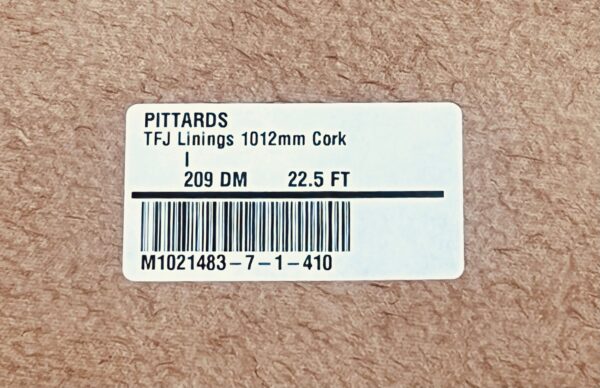 PITTARDS
TFJ Linings 1012mm Cork
I
209 DM 22.5 FT
M1021483-7-1-410